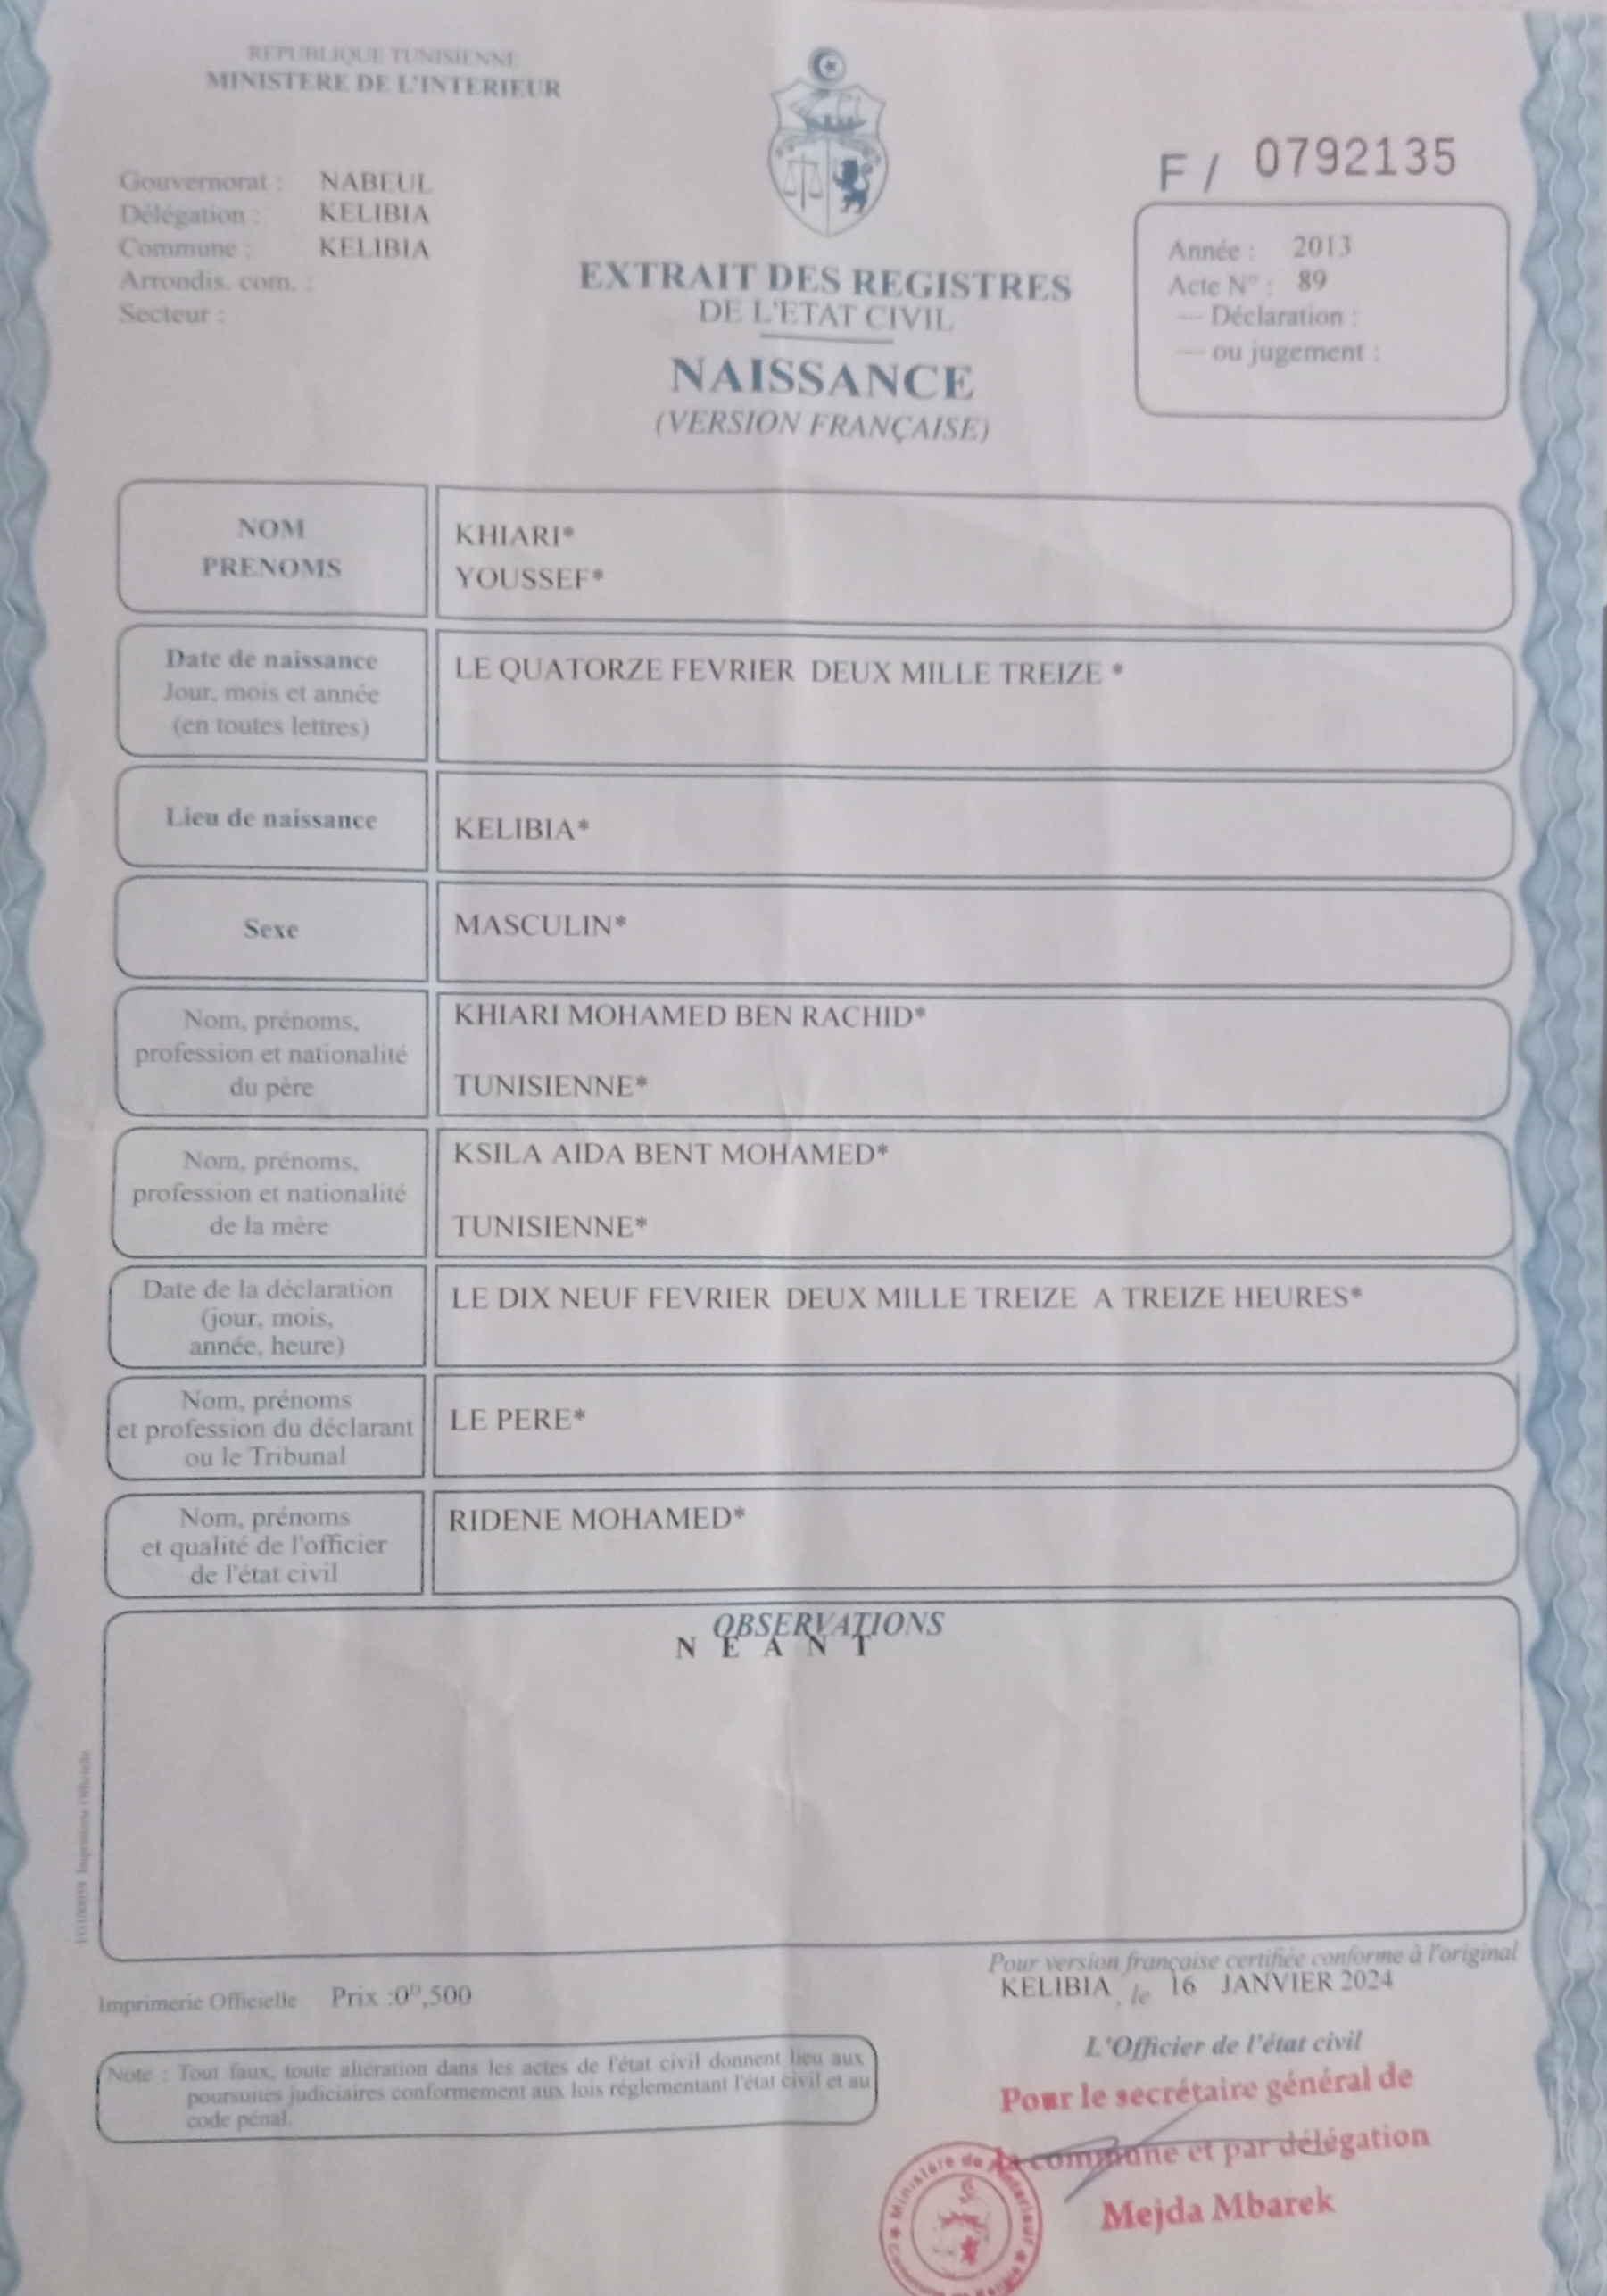 REPUBLIQUE TUNISIENNE
MINISTERE DE L'INTERIEUR
Gouvernorat : NABEUL
Délégation : KELIBIA
Commune : KELIBIA
Arrondis. com. :
Secteur :
F / 0792135
Année : 2013
Acte N° : 89
— Déclaration :
— ou jugement :
EXTRAIT DES REGISTRES
DE L'ETAT CIVIL
NAISSANCE
(VERSION FRANÇAISE)
NOM
PRENOMS
KHIARI*
YOUSSEF*
Date de naissance
Jour, mois et année
(en toutes lettres)
LE QUATORZE FEVRIER DEUX MILLE TREIZE *
Lieu de naissance
KELIBIA*
Sexe
MASCULIN*
Nom, prénoms,
profession et nationalité
du père
KHIARI MOHAMED BEN RACHID*
TUNISIENNE*
Nom, prénoms,
profession et nationalité
de la mère
KSILA AIDA BENT MOHAMED*
TUNISIENNE*
Date de la déclaration
(jour, mois,
année, heure)
LE DIX NEUF FEVRIER DEUX MILLE TREIZE A TREIZE HEURES*
Nom, prénoms
et profession du déclarant
ou le Tribunal
LE PERE*
Nom, prénoms
et qualité de l'officier
de l'état civil
RIDENE MOHAMED*
OBSERVATIONS
N E A N T
Imprimerie Officielle
Pour version française certifiée conforme à l'original
KELIBIA, le 16 JANVIER 2024
Imprimerie Officielle Prix :0ᴰ,500
L'Officier de l'état civil
Note : Tout faux, toute altération dans les actes de l'état civil donnent lieu aux
poursuites judiciaires conformement aux lois réglementant l'état civil et au
code pénal.
Pour le secrétaire général de
la commune et par délégation
Mejda Mbarek
Ministère de l'Intérieur